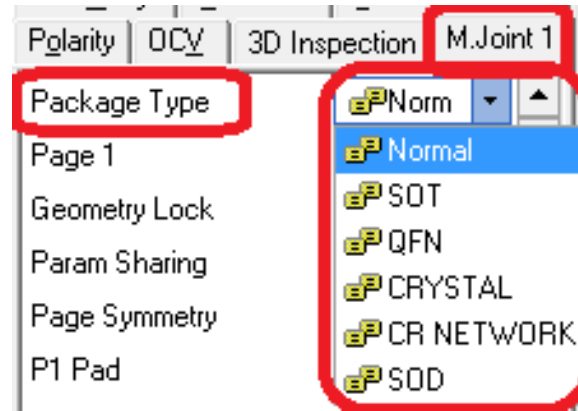 Polarity OCV 3D Inspection M.Joint 1
Package Type Norm
Page 1 Normal
Geometry Lock SOT
Param Sharing QFN
Page Symmetry CRYSTAL
P1 Pad CR NETWORK
SOD